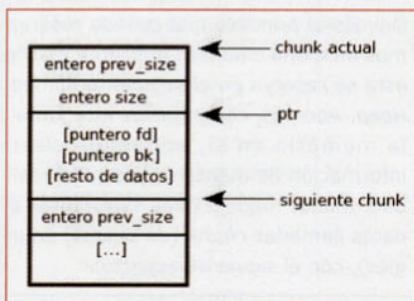 chunk actual
entero prev_size
entero size
ptr
[puntero fd]
[puntero bk]
[resto de datos]
siguiente chunk
entero prev_size
[...]